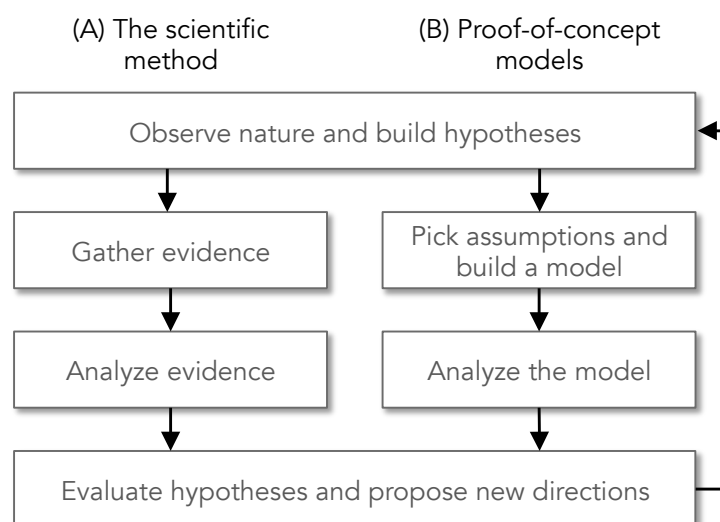 (A) The scientific
method
(B) Proof-of-concept
models
Observe nature and build hypotheses
Gather evidence
Pick assumptions and
build a model
Analyze evidence
Analyze the model
Evaluate hypotheses and propose new directions